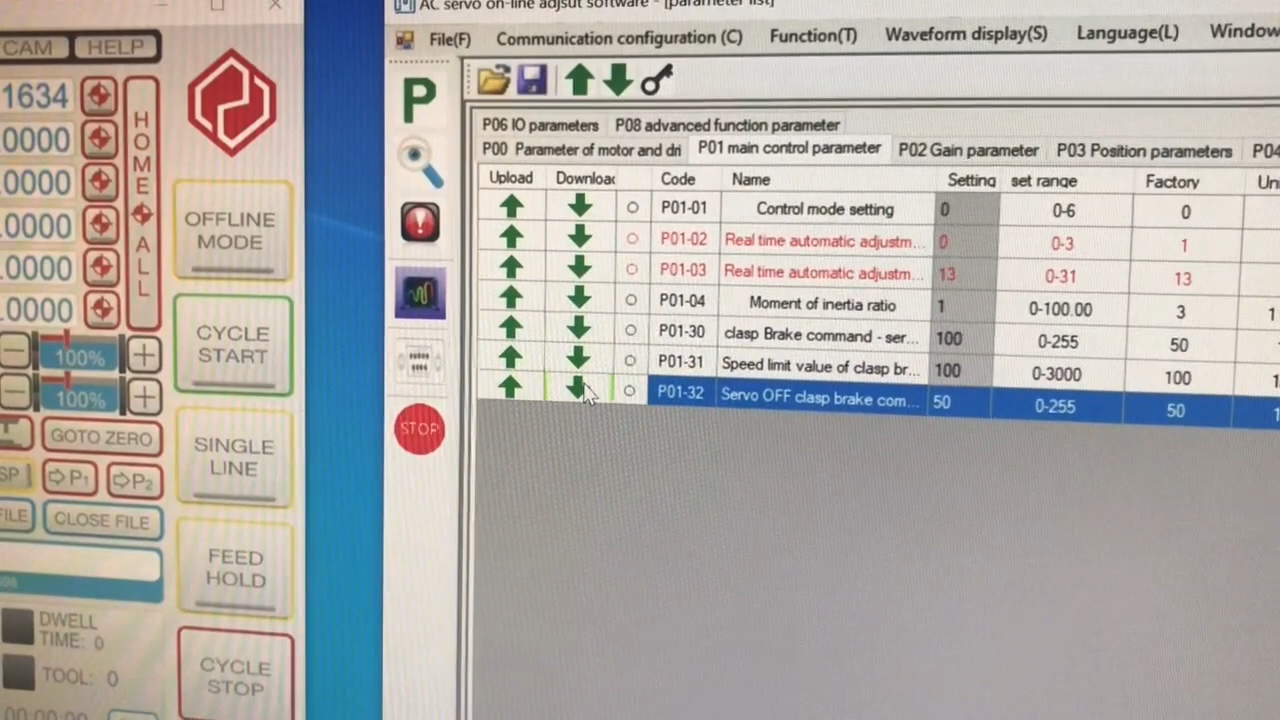 AC servo on-line adjsut software - [parameter list]
File(F) Communication configuration (C) Function(T) Waveform display(S) Language(L) Window
P
P06 IO parameters P08 advanced function parameter
P00 Parameter of motor and dri P01 main control parameter P02 Gain parameter P03 Position parameters P04
Upload Downloac Code Name Setting set range Factory Un
P01-01 Control mode setting 0 0-6 0
P01-02 Real time automatic adjustm... 0 0-3 1
P01-03 Real time automatic adjustm... 13 0-31 13
P01-04 Moment of inertia ratio 1 0-100.00 3 1
P01-30 clasp Brake command - ser... 100 0-255 50
P01-31 Speed limit value of clasp br... 100 0-3000 100 1
P01-32 Servo OFF clasp brake com... 50 0-255 50 1
STOP
CAM HELP
1634
0000
0000
0000
.0000
.0000
HOME ALL
100%
100%
GOTO ZERO
SP P1 P2
FILE CLOSE FILE
DWELL
TIME: 0
TOOL: 0
00:00:00
OFFLINE
MODE
CYCLE
START
SINGLE
LINE
FEED
HOLD
CYCLE
STOP